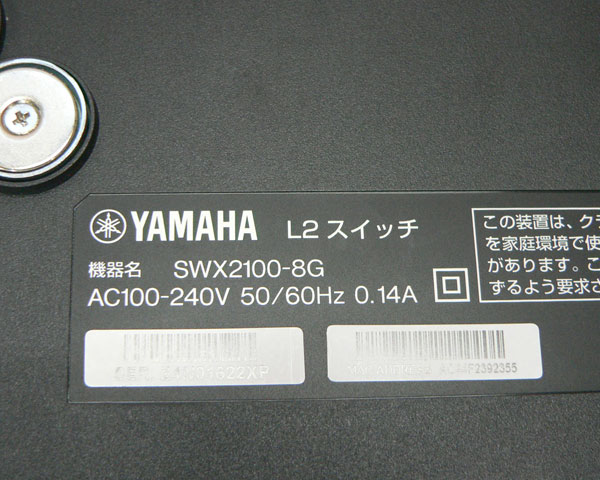 YAMAHA L2 スイッチ
機器名 SWX2100-8G
AC100-240V 50/60Hz 0.14A
この装置は、クラ
を家庭環境で使
があります。こ
ずるよう要求さ